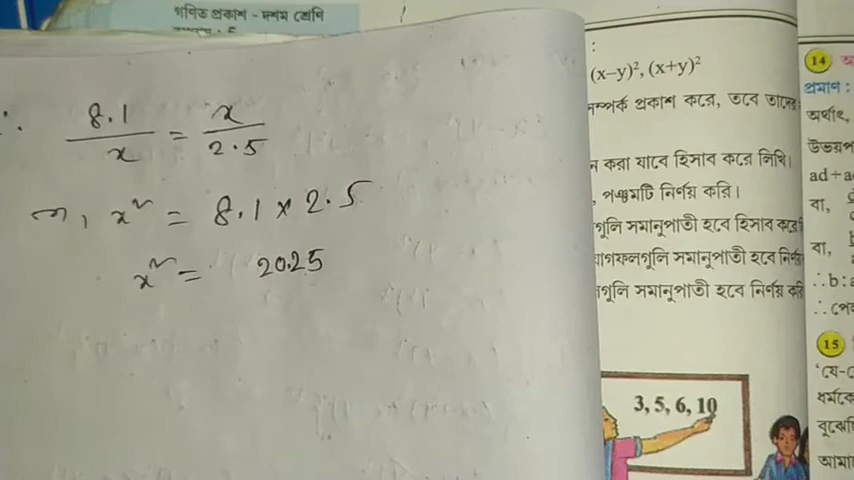 গণিত প্রকাশ - দশম শ্রেণি
∴ 8.1/x = x/2.5
বা, x² = 8.1 × 2.5
x² = 20.25
:
(x–y)², (x+y)²
সম্পর্ক প্রকাশ করে, তবে তাদের
করা যাবে হিসাব করে লিখি।
, পঞ্চমটি নির্ণয় করি।
গুলি সমানুপাতী হবে হিসাব করে
যোগফলগুলি সমানুপাতী হবে নির্ণয়
গুলি সমানুপাতী হবে নির্ণয় করি
3, 5, 6, 10
14
প্রমাণ :
অর্থাৎ,
উভয়প
ad+a
বা,
বা,
∴ b:a
∴
15
'যে-
ধর্মকে
বুঝেছি
আমা